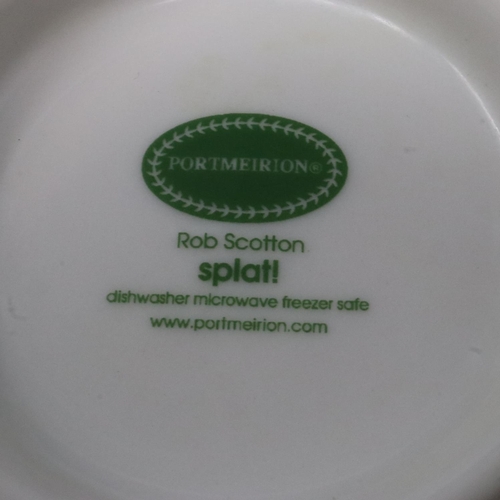 PORTMEIRION®
Rob Scotton
splat!
dishwasher microwave freezer safe
www.portmeirion.com